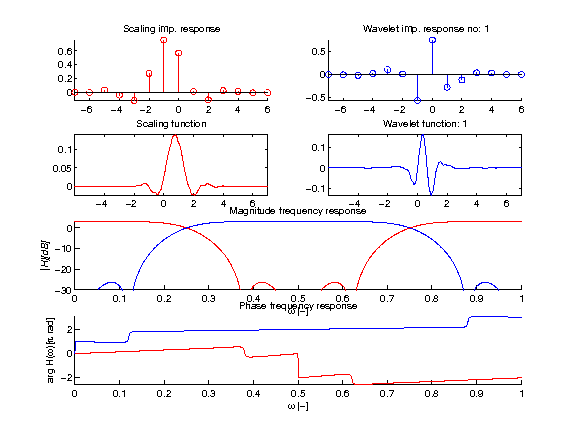 Scaling imp. response
Wavelet imp. response no: 1
0.6
0.4
0.2
0
−6 −4 −2 0 2 4 6
0.5
0
−0.5
−6 −4 −2 0 2 4 6
Scaling function
Wavelet function: 1
0.1
0.05
0
−4 −2 0 2 4 6
0.1
0
−0.1
−4 −2 0 2 4 6
Magnitude frequency response
|H|[dB]
0
−10
−20
−30
0 0.1 0.2 0.3 0.4 0.5 0.6 0.7 0.8 0.9 1
ω [−]
Phase frequency response
arg H(ω) [π rad]
2
0
−2
0 0.1 0.2 0.3 0.4 0.5 0.6 0.7 0.8 0.9 1
ω [−]